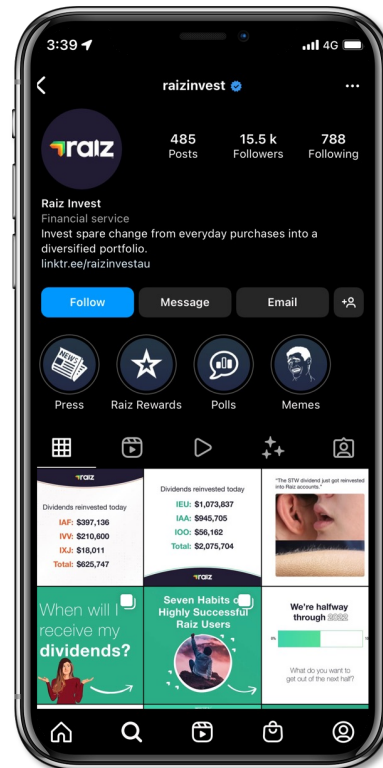 3:39
4G
raizinvest
raiz
485
15.5 k
788
Posts
Followers
Following
Raiz Invest
Financial service
Invest spare change from everyday purchases into a
diversified portfolio.
linktr.ee/raizinvestau
Follow
Message
Email
NEWS
Press
Raiz Rewards
Polls
Memes
raiz
Dividends reinvested today
IAF: $397,136
IVV: $210,600
IXJ: $18,011
Total: $625,747
Dividends reinvested today
IEU: $1,073,837
IAA: $945,705
IOO: $56,162
Total: $2,075,704
raiz
"The STW dividend just got reinvested
into Raiz accounts."
When will I
receive my
dividends?
Seven Habits of
Highly Successful
Raiz Users
We're halfway
through 2022
What do you want to
get out of the next half?